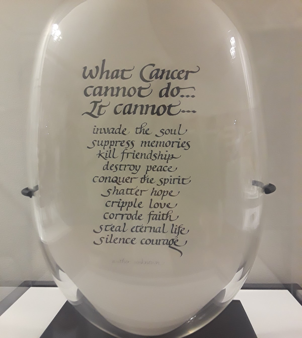 What Cancer
cannot do...
It cannot...
invade the soul
suppress memories
kill friendship
destroy peace
conquer the spirit
shatter hope
cripple love
corrode faith
steal eternal life
silence courage